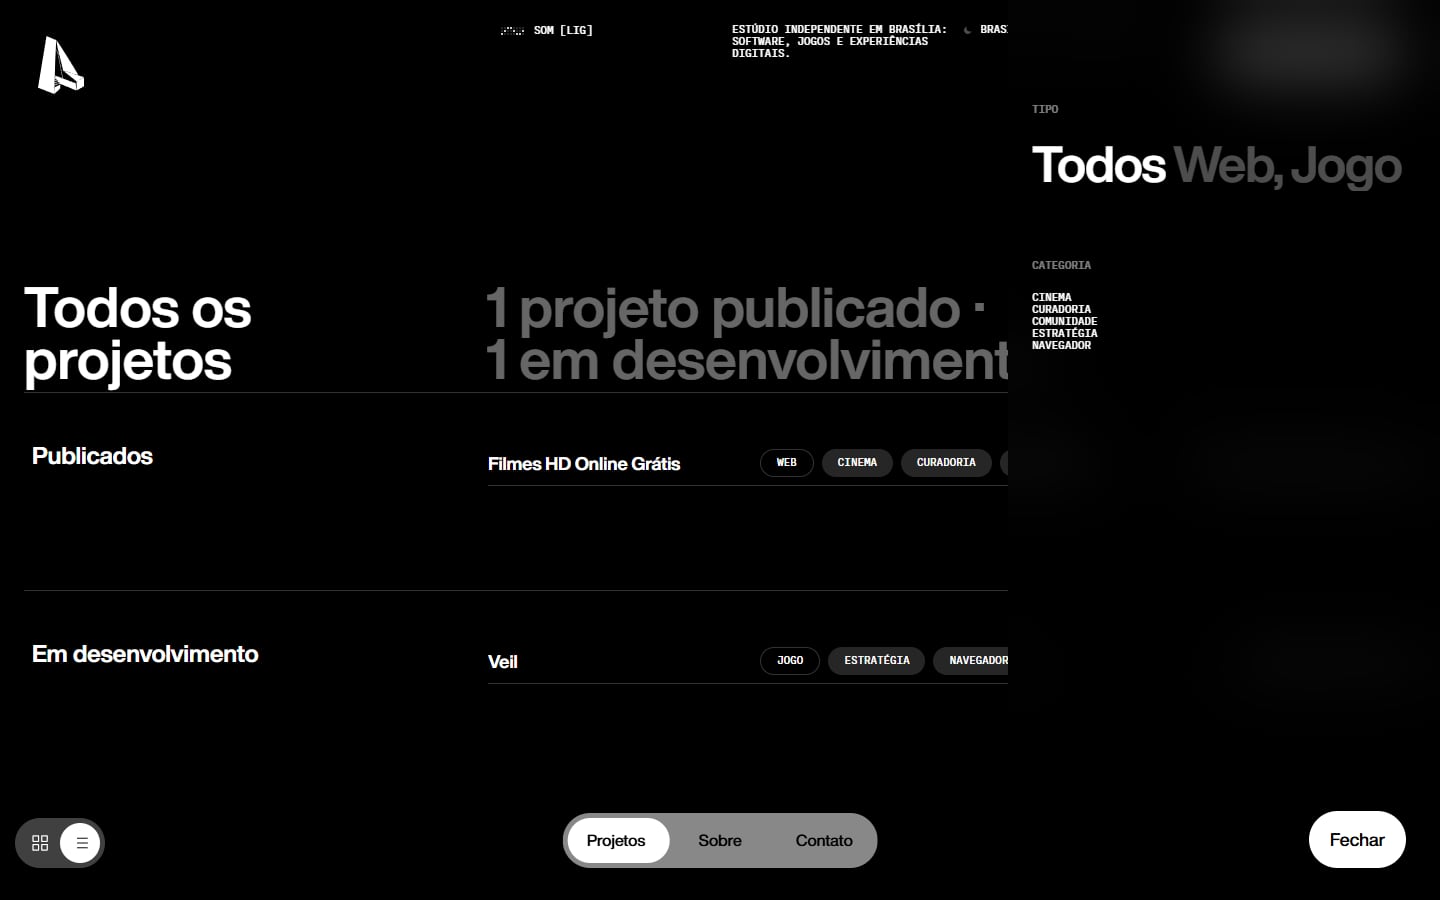 SOM [LIG]
ESTÚDIO INDEPENDENTE EM BRASÍLIA:
SOFTWARE, JOGOS E EXPERIÊNCIAS
DIGITAIS.
TIPO
Todos Web, Jogo
CATEGORIA
CINEMA
CURADORIA
COMUNIDADE
ESTRATÉGIA
NAVEGADOR
Todos os
projetos
1 projeto publicado ·
1 em desenvolviment
Publicados
Filmes HD Online Grátis
WEB
CINEMA
CURADORIA
Em desenvolvimento
Veil
JOGO
ESTRATÉGIA
NAVEGADOR
Projetos
Sobre
Contato
Fechar